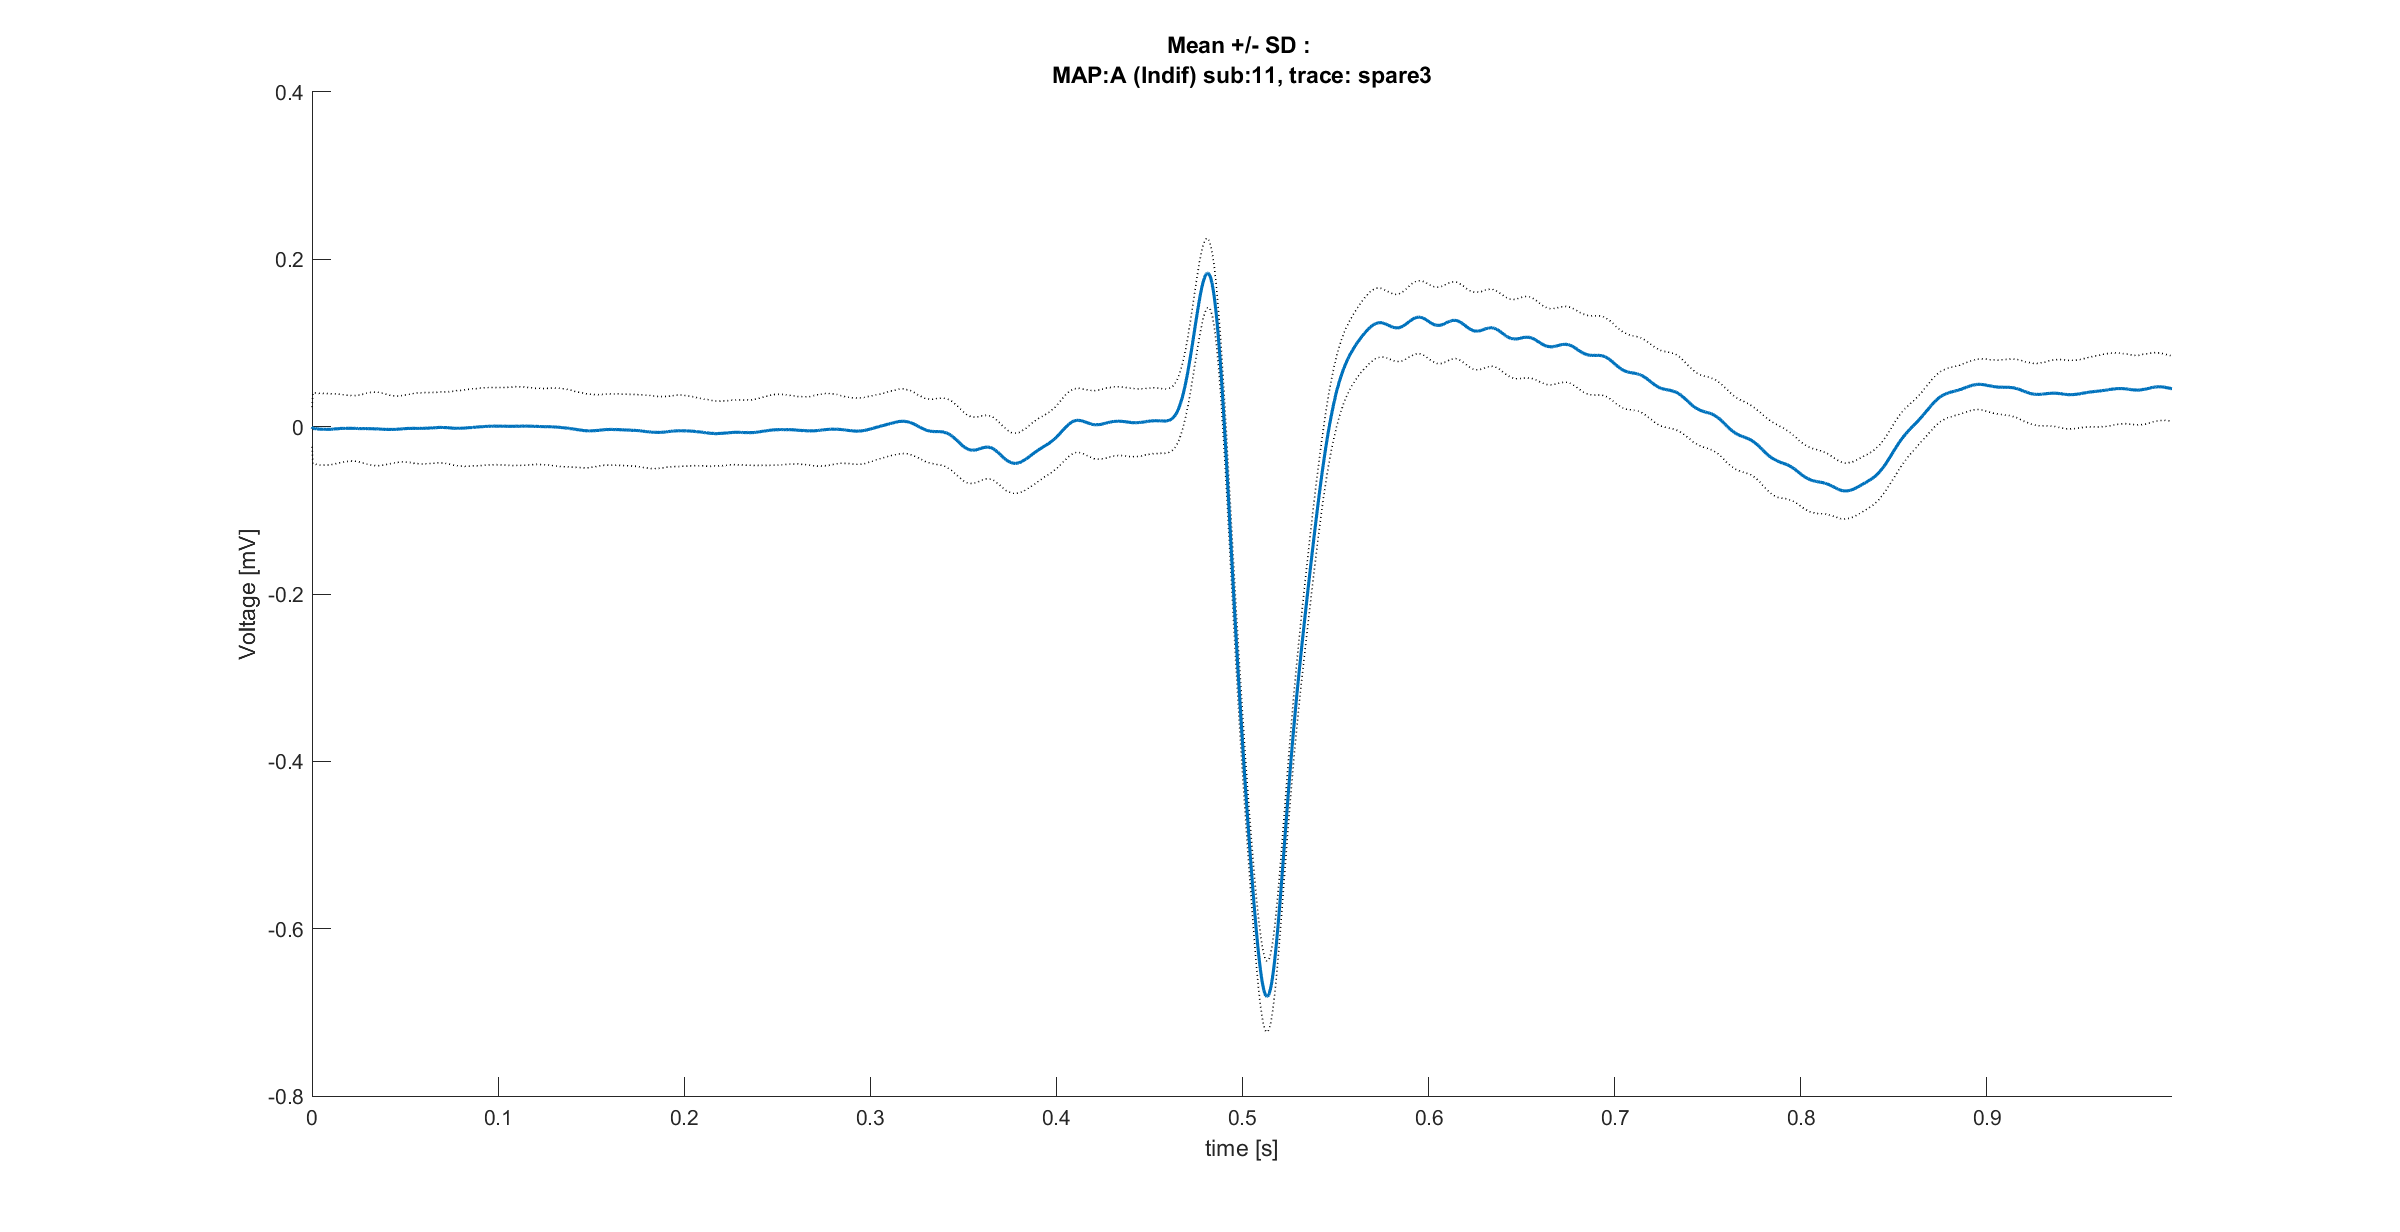 Mean +/- SD :
MAP:A (Indif) sub:11, trace: spare3
0.4
0.2
0
-0.2
-0.4
-0.6
-0.8
Voltage [mV]
0 0.1 0.2 0.3 0.4 0.5 0.6 0.7 0.8 0.9
time [s]